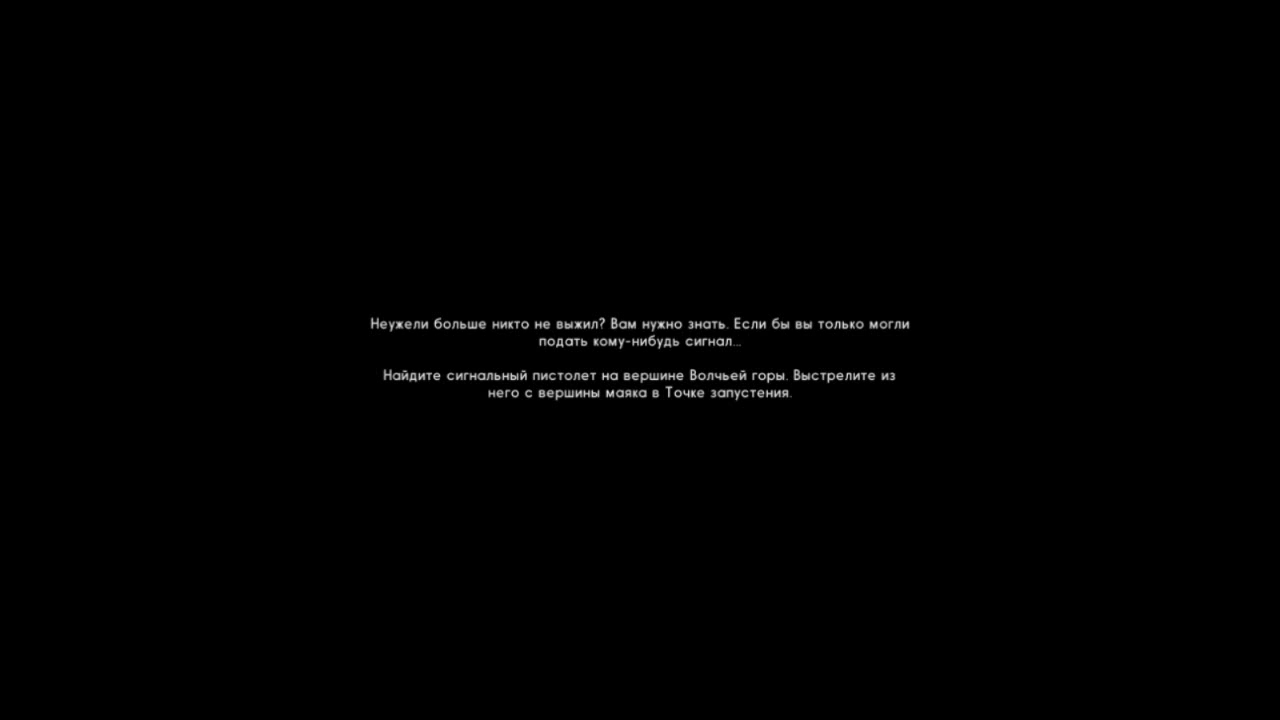 Неужели больше никто не выжил? Вам нужно знать. Если бы вы только могли
подать кому-нибудь сигнал...
Найдите сигнальный пистолет на вершине Волчьей горы. Выстрелите из
него с вершины маяка в Точке запустения.